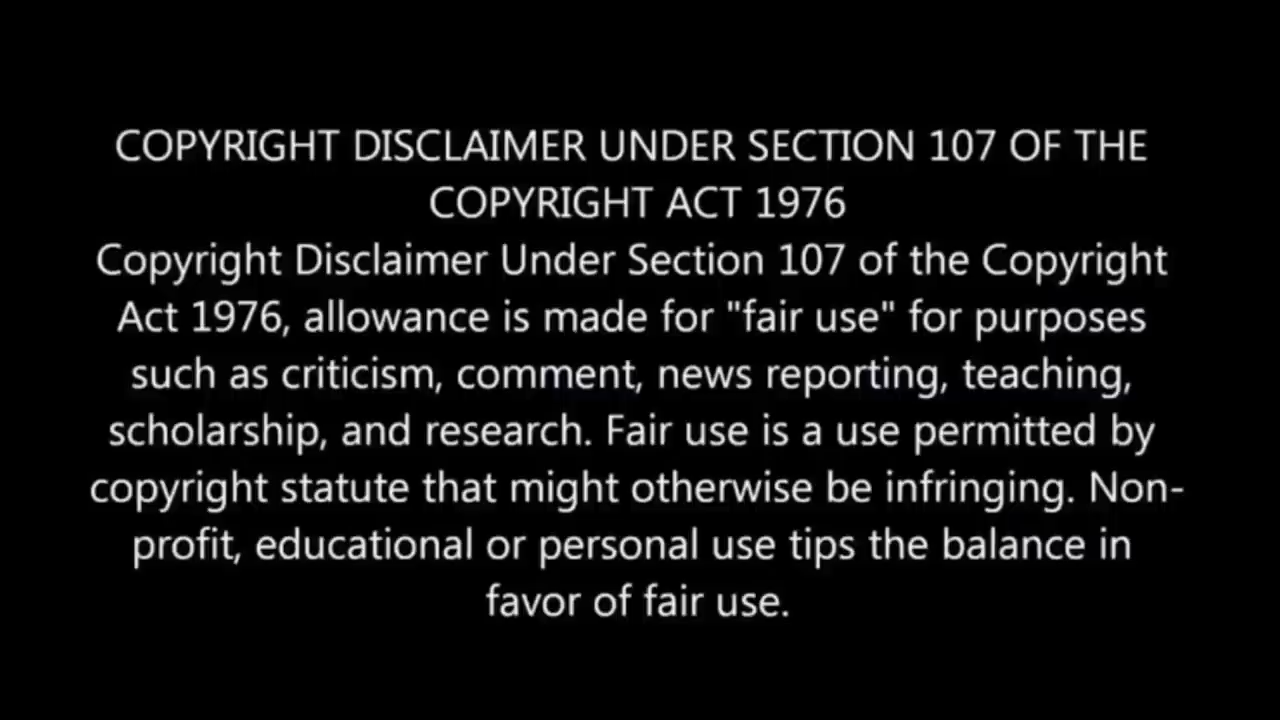 COPYRIGHT DISCLAIMER UNDER SECTION 107 OF THE
COPYRIGHT ACT 1976
Copyright Disclaimer Under Section 107 of the Copyright
Act 1976, allowance is made for "fair use" for purposes
such as criticism, comment, news reporting, teaching,
scholarship, and research. Fair use is a use permitted by
copyright statute that might otherwise be infringing. Non-
profit, educational or personal use tips the balance in
favor of fair use.